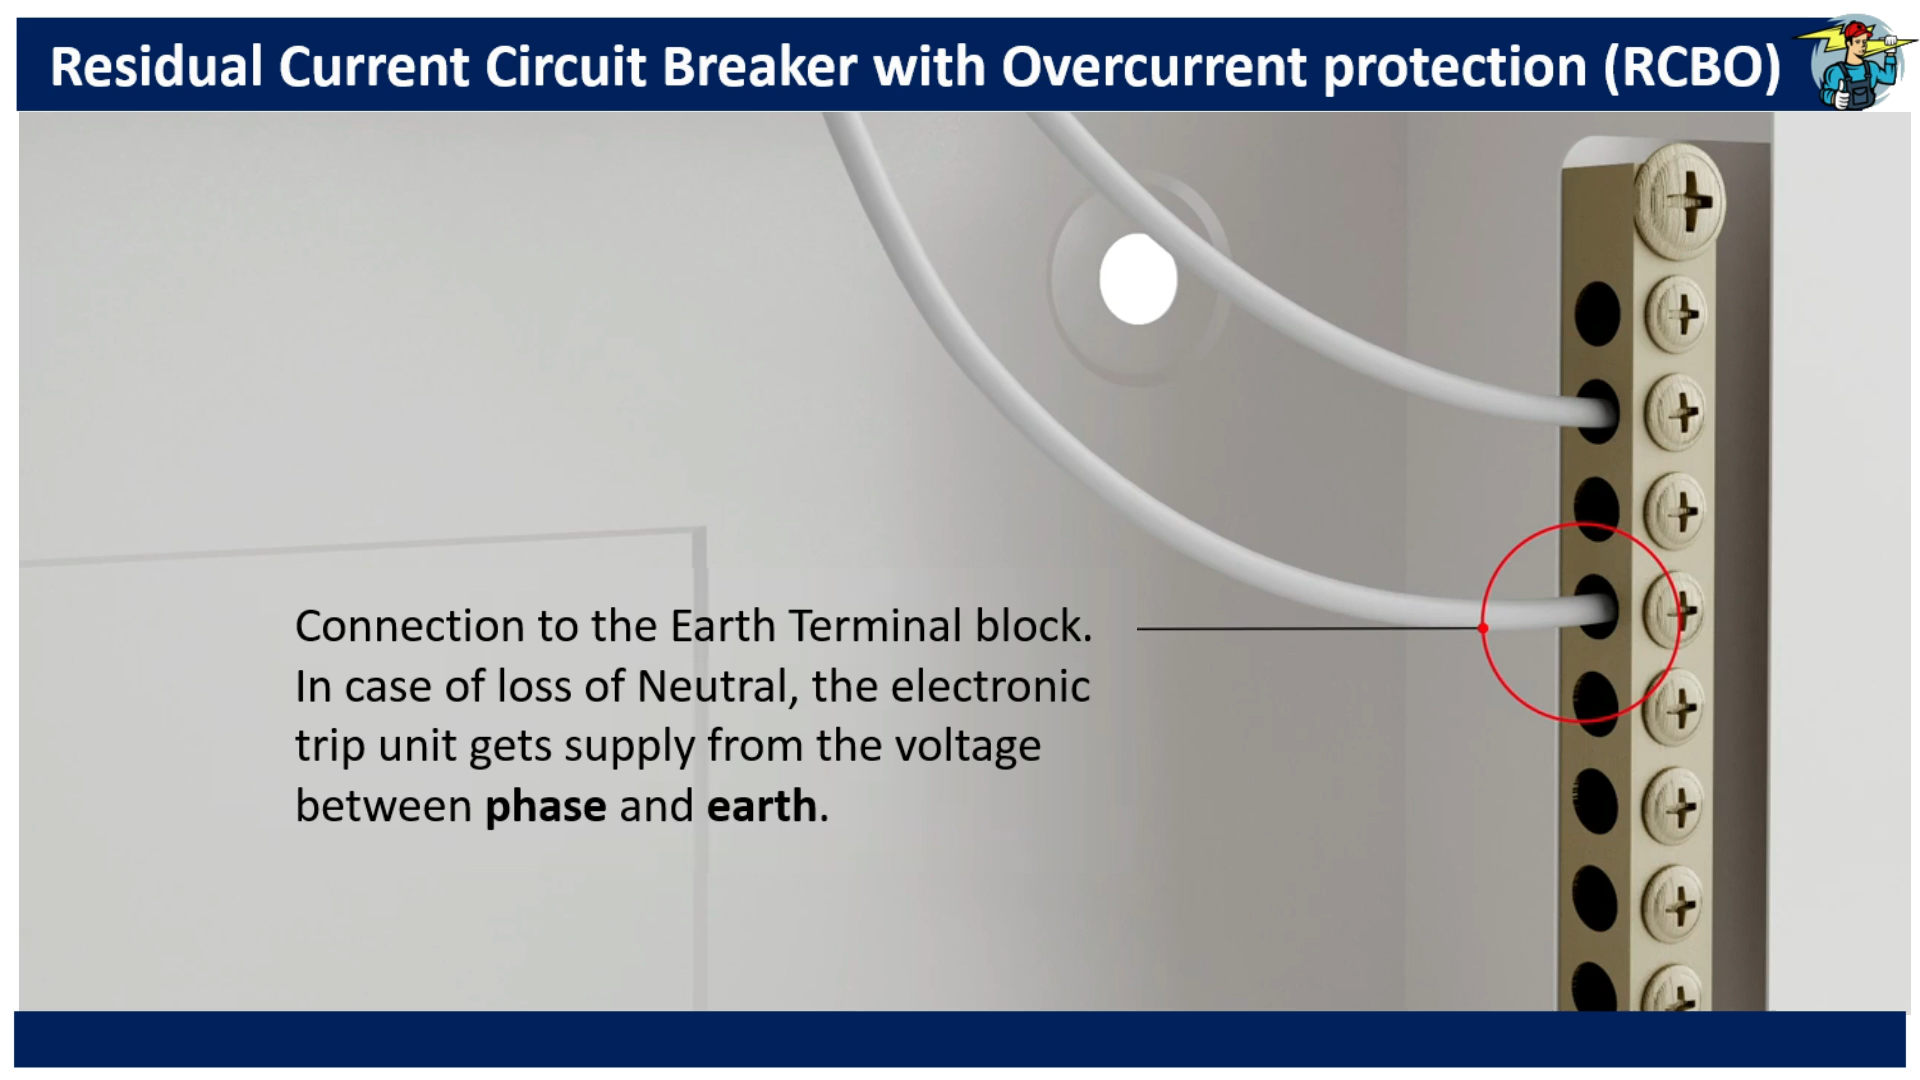 Residual Current Circuit Breaker with Overcurrent protection (RCBO)
Connection to the Earth Terminal block.
In case of loss of Neutral, the electronic
trip unit gets supply from the voltage
between phase and earth.